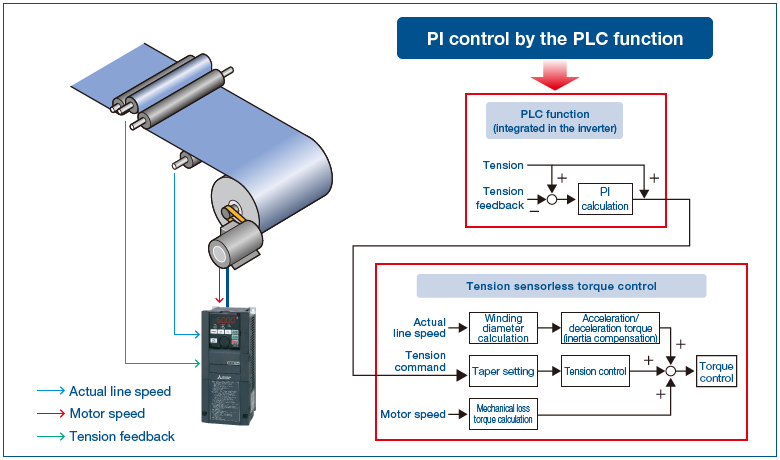 PI control by the PLC function
PLC function
(integrated in the inverter)
Tension
+
+
Tension
feedback
−
PI
calculation
Tension sensorless torque control
Actual
line speed
Winding
diameter
calculation
Acceleration/
deceleration torque
(inertia compensation)
+
Tension
command
Taper setting
Tension control
+
Torque
control
+
Motor speed
Mechanical loss
torque calculation
Actual line speed
Motor speed
Tension feedback